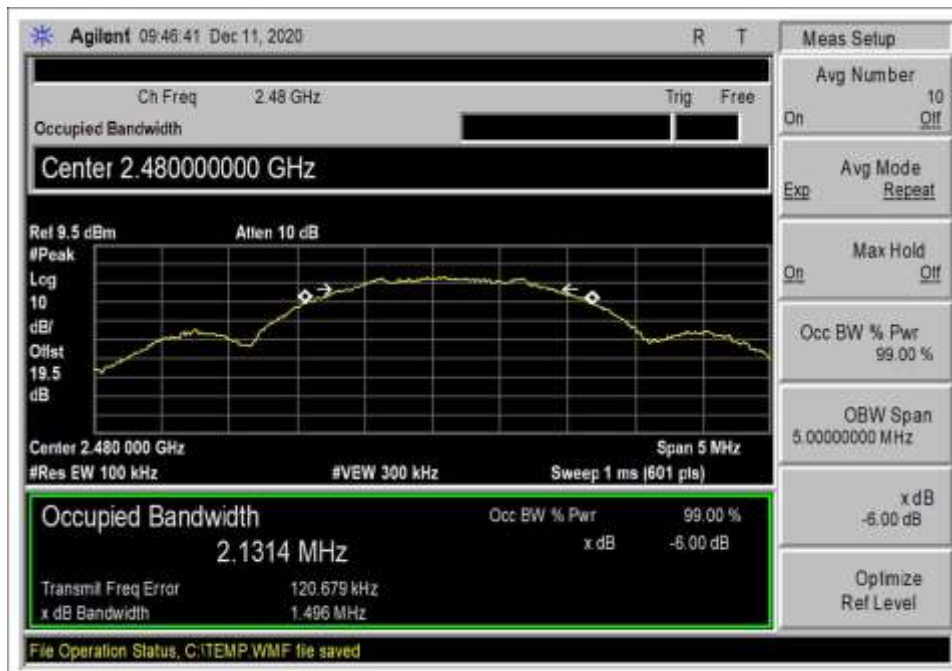 Agilent 09:46:41 Dec 11, 2020 R T
Ch Freq 2.48 GHz Trig Free
Occupied Bandwidth
Center 2.480000000 GHz
Ref 9.5 dBm Atten 10 dB
#Peak
Log
10
dB/
Offst
19.5
dB
Center 2.480 000 GHz Span 5 MHz
#Res EW 100 kHz #VEW 300 kHz Sweep 1 ms (601 pts)
Occupied Bandwidth
2.1314 MHz
Occ BW % Pwr 99.00 %
x dB -6.00 dB
Transmit Freq Error 120.679 kHz
x dB Bandwidth 1.496 MHz
File Operation Status, C:\TEMP.WMF file saved
Meas Setup
Avg Number
10
On Off
Avg Mode
Exp Repeat
Max Hold
On Off
Occ BW % Pwr
99.00 %
OBW Span
5.00000000 MHz
x dB
-6.00 dB
Optimize
Ref Level